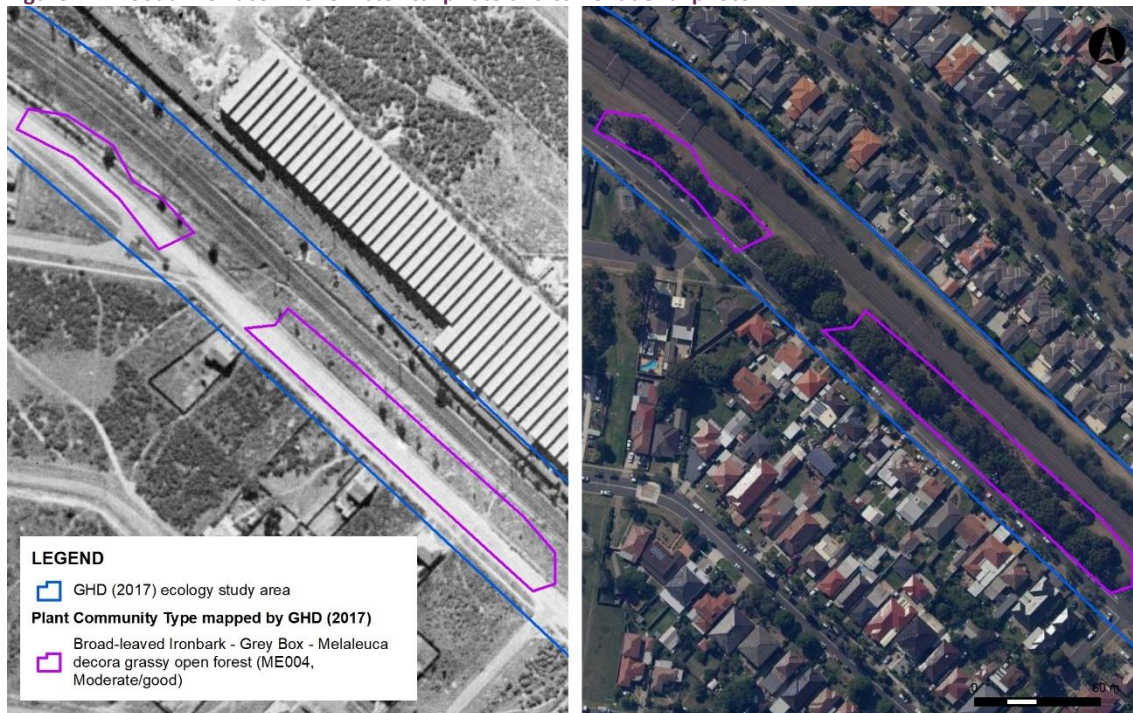 LEGEND
GHD (2017) ecology study area
Plant Community Type mapped by GHD (2017)
Broad-leaved Ironbark - Grey Box - Melaleuca
decora grassy open forest (ME004,
Moderate/good)
0 60 m